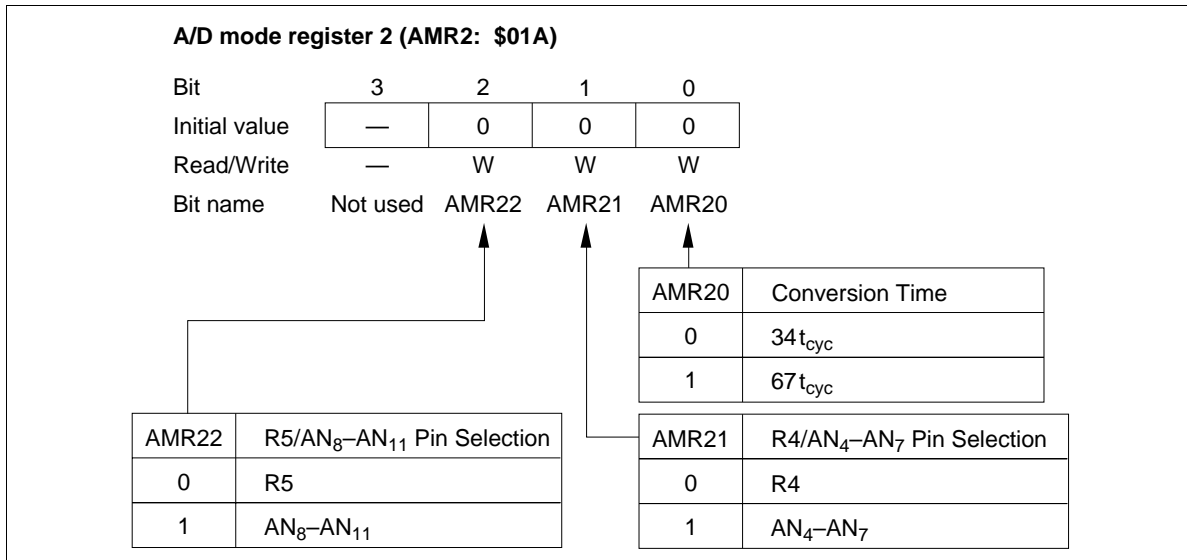 A/D mode register 2 (AMR2: $01A)
Bit 3 2 1 0
Initial value — 0 0 0
Read/Write — W W W
Bit name Not used AMR22 AMR21 AMR20
AMR20 Conversion Time
0 34tcyc
1 67tcyc
AMR22 R5/AN8–AN11 Pin Selection
0 R5
1 AN8–AN11
AMR21 R4/AN4–AN7 Pin Selection
0 R4
1 AN4–AN7